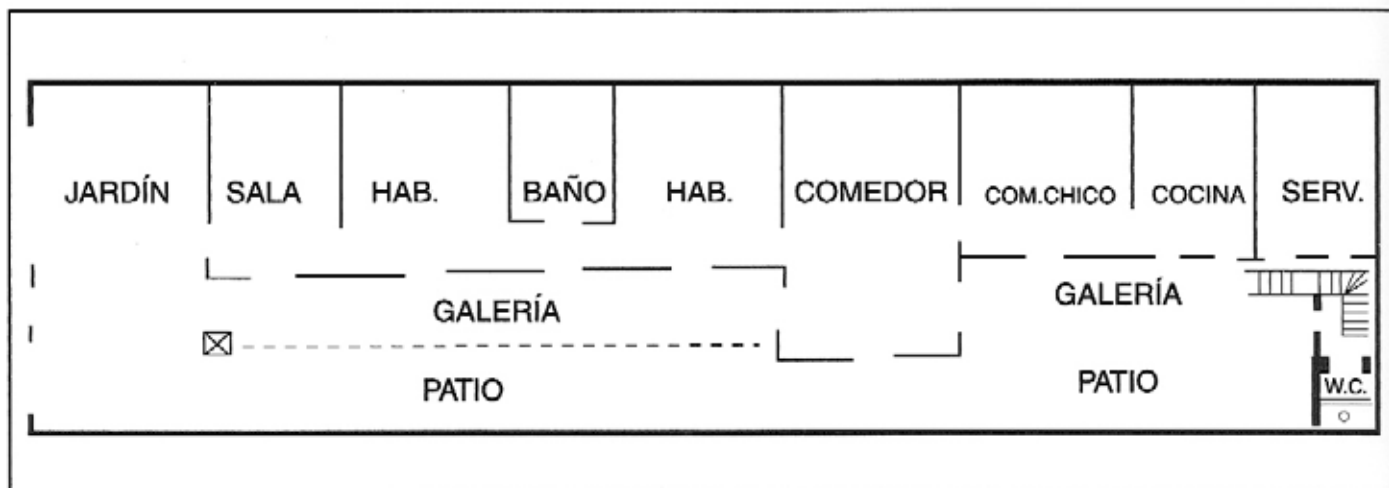 JARDÍN
SALA
HAB.
BAÑO
HAB.
COMEDOR
COM.CHICO
COCINA
SERV.
GALERÍA
GALERÍA
PATIO
PATIO
W.C.